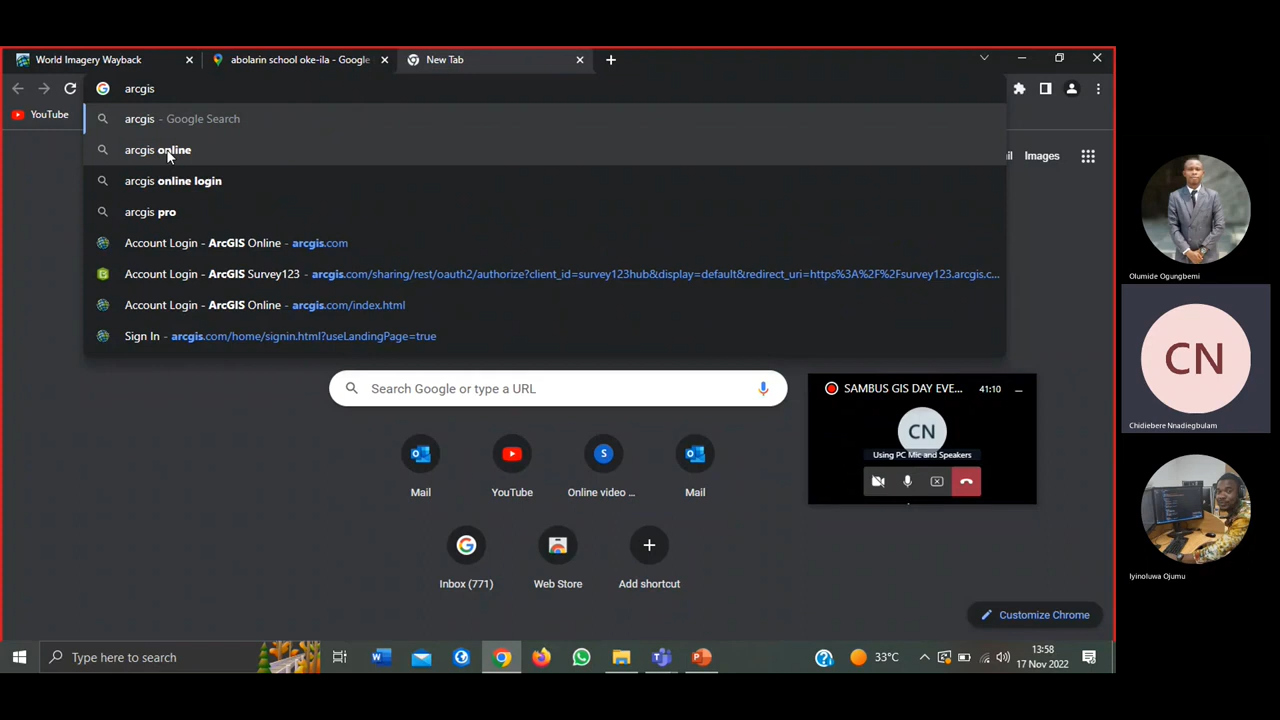 World Imagery Wayback
abolarin school oke-ila - Google
New Tab
arcgis
YouTube
arcgis - Google Search
arcgis online
arcgis online login
arcgis pro
Account Login - ArcGIS Online - arcgis.com
Account Login - ArcGIS Survey123 - arcgis.com/sharing/rest/oauth2/authorize?client_id=survey123hub&display=default&redirect_uri=https%3A%2F%2Fsurvey123.arcgis.c...
Account Login - ArcGIS Online - arcgis.com/index.html
Sign In - arcgis.com/home/signin.html?useLandingPage=true
il
Images
Search Google or type a URL
Mail
YouTube
Online video ...
Mail
Inbox (771)
Web Store
Add shortcut
SAMBUS GIS DAY EVE...
41:10
CN
Using PC Mic and Speakers
Customize Chrome
Type here to search
33°C
13:58
17 Nov 2022
Olumide Ogungbemi
CN
Chidiebere Nnadiegbulam
Iyinoluwa Ojumu